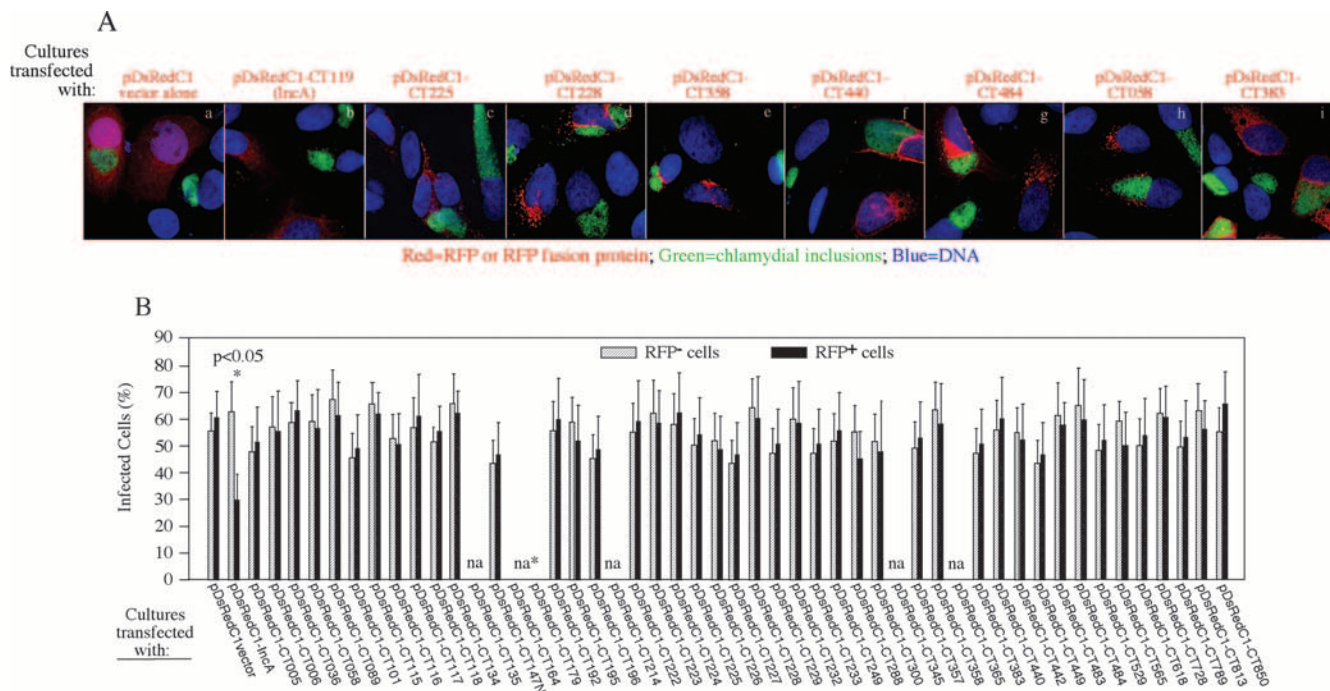 A
Cultures
transfected
with:
pDsRedC1
vector alone
pDsRedC1-CT119
(IncA)
pDsRedC1-
CT225
pDsRedC1-
CT228
pDsRedC1-
CT358
pDsRedC1-
CT440
pDsRedC1-
CT484
pDsRedC1-
CT058
pDsRedC1-
CT383
a
b
c
d
e
f
g
h
i
Red=RFP or RFP fusion protein; Green=chlamydial inclusions; Blue=DNA
B
Infected Cells (%)
90
80
70
60
50
40
30
20
10
0
p<0.05
*
RFP- cells
RFP+ cells
na
na*
na
na
na
Cultures
transfected
with:
pDsRedC1vector
pDsRedC1-IncA
pDsRedC1-CT005
pDsRedC1-CT006
pDsRedC1-CT036
pDsRedC1-CT058
pDsRedC1-CT089
pDsRedC1-CT101
pDsRedC1-CT115
pDsRedC1-CT116
pDsRedC1-CT117
pDsRedC1-CT118
pDsRedC1-CT134
pDsRedC1-CT135
pDsRedC1-CT147N
pDsRedC1-CT164
pDsRedC1-CT179
pDsRedC1-CT192
pDsRedC1-CT195
pDsRedC1-CT196
pDsRedC1-CT214
pDsRedC1-CT222
pDsRedC1-CT223
pDsRedC1-CT224
pDsRedC1-CT226
pDsRedC1-CT227
pDsRedC1-CT228
pDsRedC1-CT229
pDsRedC1-CT232
pDsRedC1-CT233
pDsRedC1-CT249
pDsRedC1-CT288
pDsRedC1-CT300
pDsRedC1-CT345
pDsRedC1-CT357
pDsRedC1-CT358
pDsRedC1-CT365
pDsRedC1-CT383
pDsRedC1-CT440
pDsRedC1-CT442
pDsRedC1-CT449
pDsRedC1-CT483
pDsRedC1-CT484
pDsRedC1-CT529
pDsRedC1-CT565
pDsRedC1-CT618
pDsRedC1-CT728
pDsRedC1-CT789
pDsRedC1-CT813
pDsRedC1-CT850